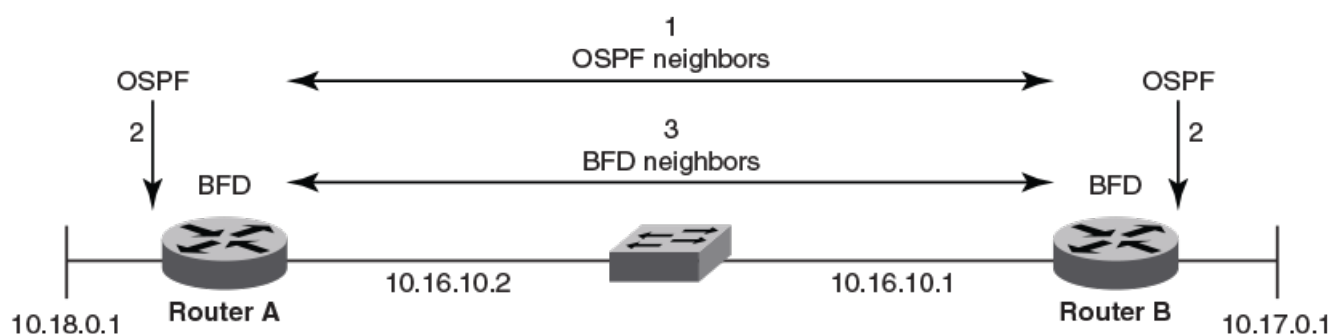 1
OSPF neighbors
OSPF
OSPF
2
2
3
BFD neighbors
BFD
BFD
10.16.10.2
10.16.10.1
Router A
Router B
10.18.0.1
10.17.0.1